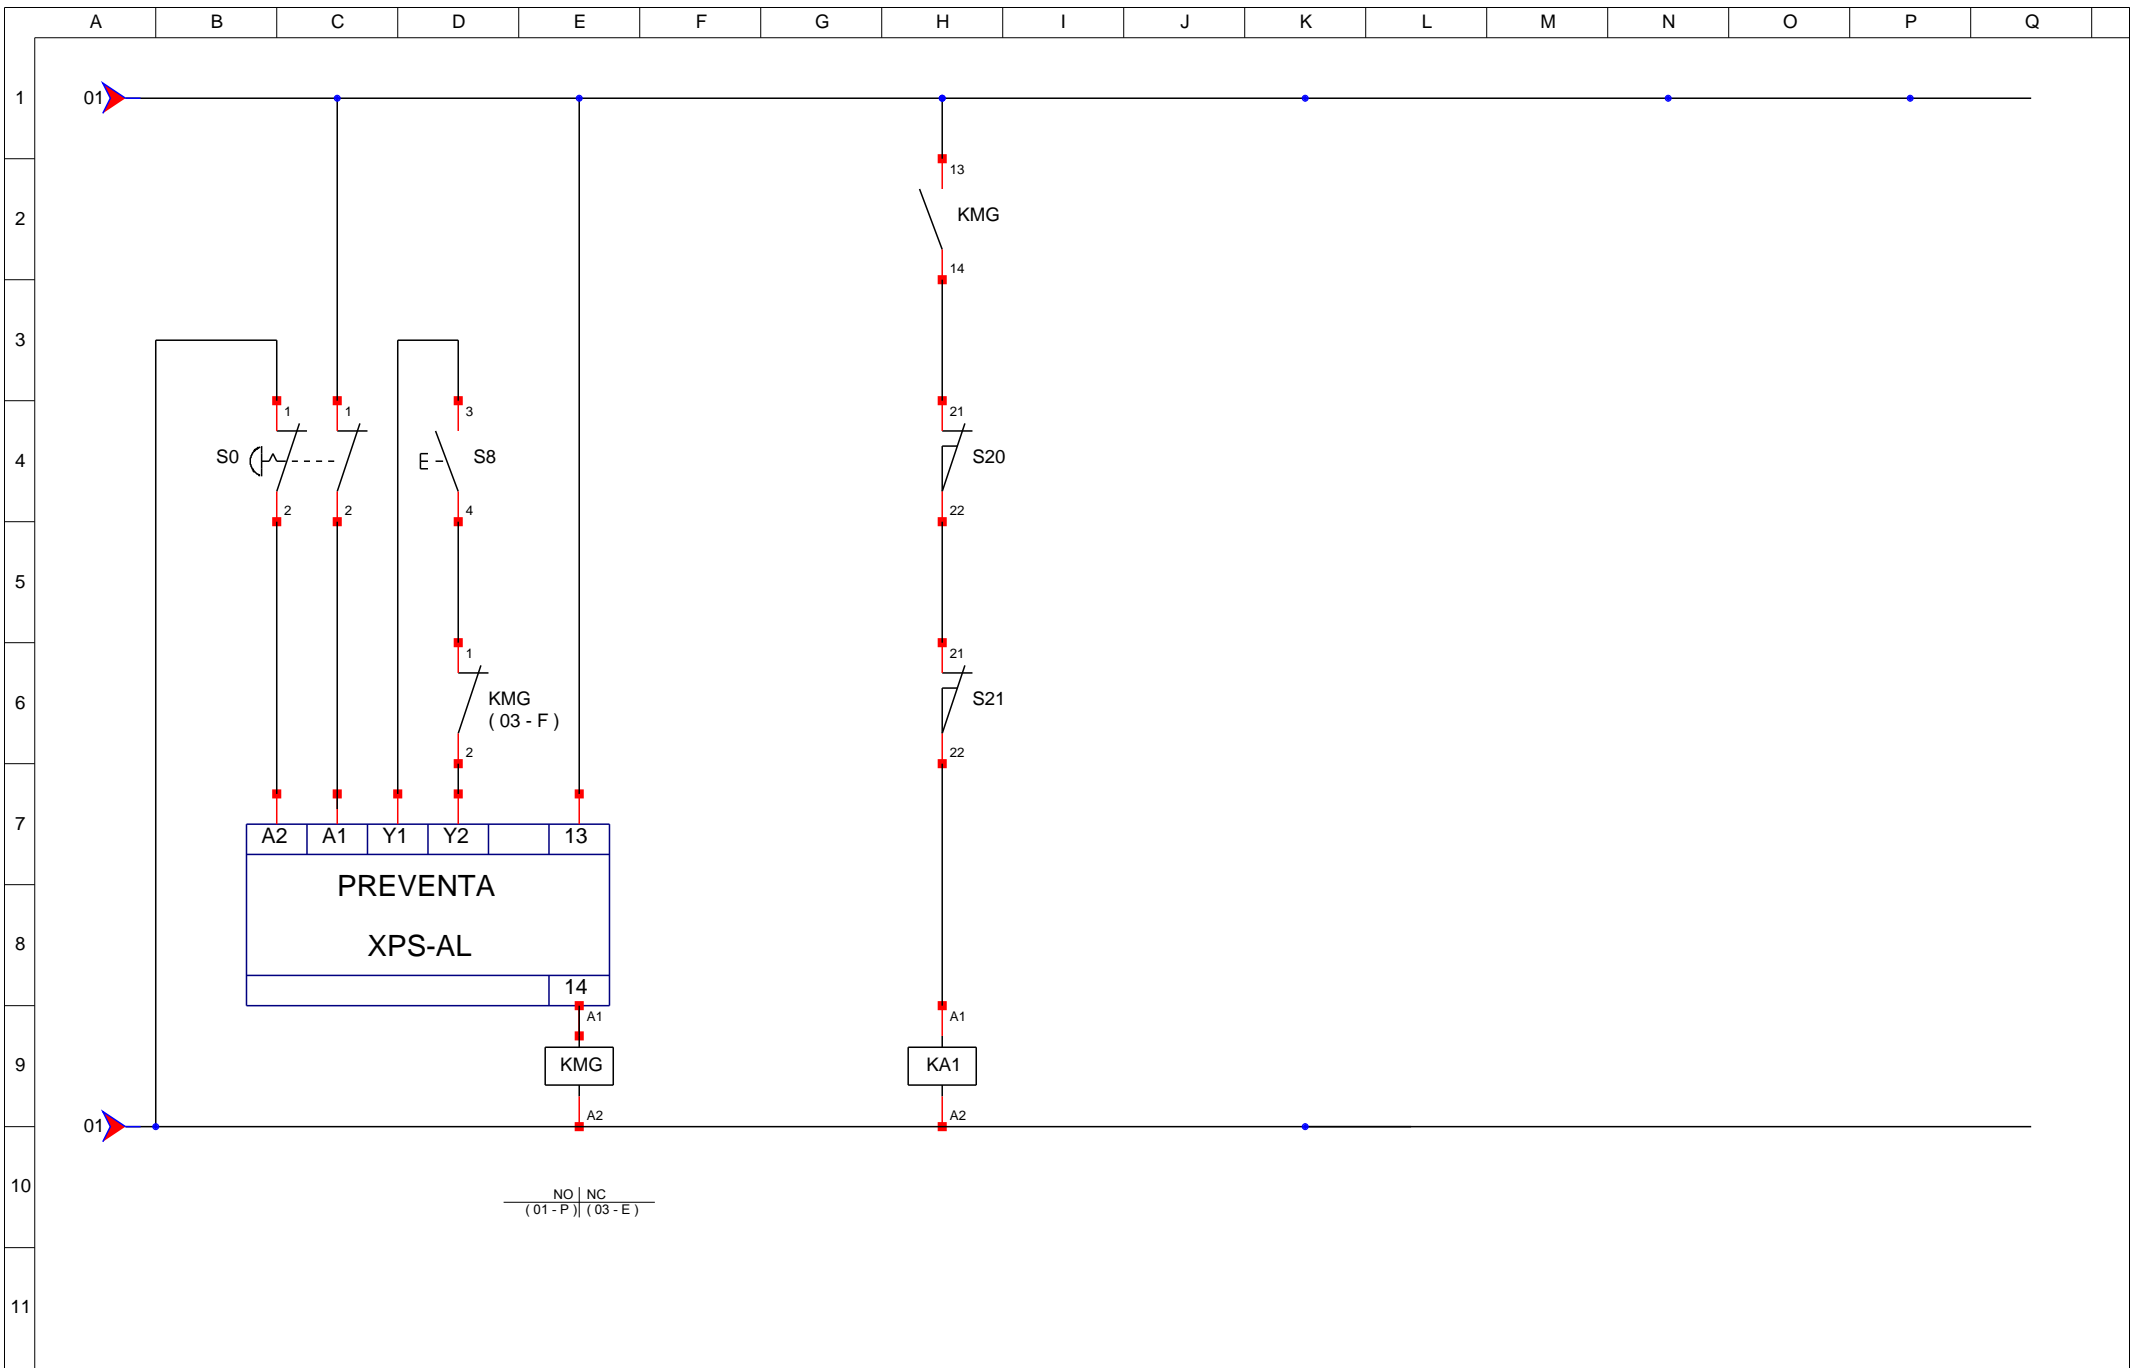 A B C D E F G H I J K L M N O P Q
1 01
13
2 KMG
14
3
1 1 3 21
4 S0 S8 S20
2 2 4 22
5
1 21
6 KMG S21
( 03 - F )
2 22
7 A2 A1 Y1 Y2 13
PREVENTA
8 XPS-AL
14
A1 A1
9 KMG KA1
A2 A2
01
10
NO NC
( 01 - P ) ( 03 - E )
11